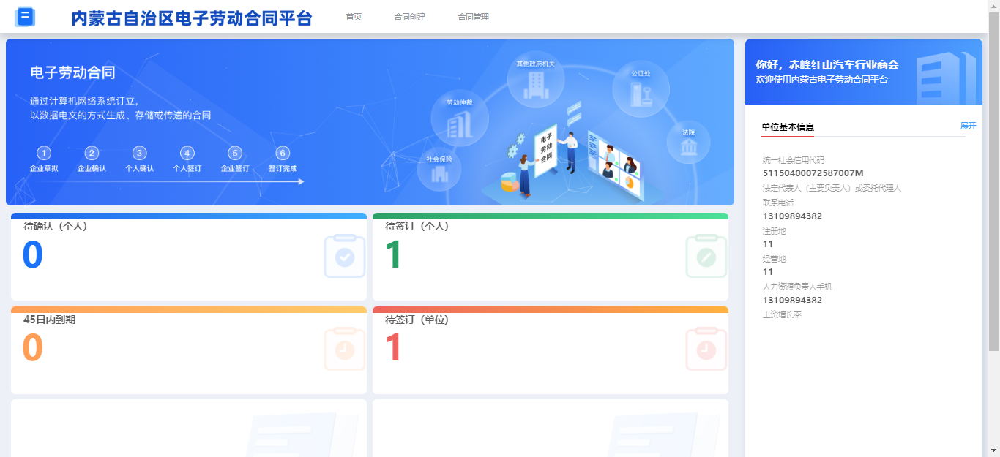 内蒙古自治区电子劳动合同平台
首页 合同创建 合同管理
电子劳动合同
通过计算机网络系统订立，
以数据电文的方式生成、存储或传递的合同
1 2 3 4 5 6
企业草拟 企业确认 个人确认 个人签订 企业签订 签订完成
其他政府机关
公证处
劳动仲裁
法院
社会保险
电子
劳动
合同
你好，赤峰红山汽车行业商会
欢迎使用内蒙古电子劳动合同平台
单位基本信息 展开
统一社会信用代码
51150400072587007M
法定代表人（主要负责人）或委托代理人
联系电话
13109894382
注册地
11
经营地
11
人力资源负责人手机
13109894382
工资增长率
待确认（个人）
0
待签订（个人）
1
45日内到期
0
待签订（单位）
1